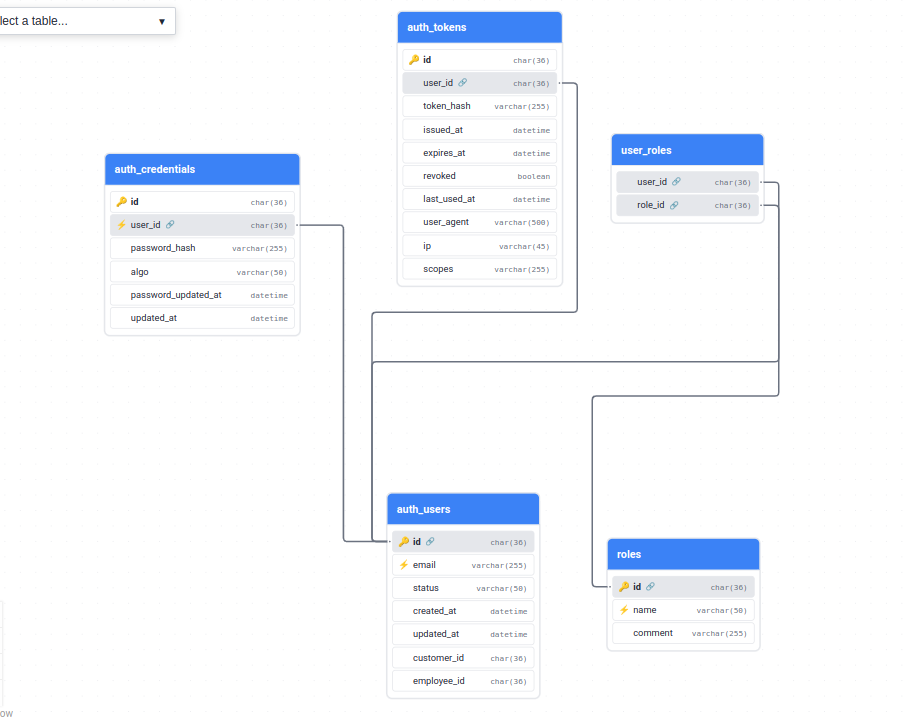 lect a table... ▼
auth_tokens
id char(36)
user_id char(36)
token_hash varchar(255)
issued_at datetime
expires_at datetime
revoked boolean
last_used_at datetime
user_agent varchar(500)
ip varchar(45)
scopes varchar(255)
user_roles
user_id char(36)
role_id char(36)
auth_credentials
id char(36)
user_id char(36)
password_hash varchar(255)
algo varchar(50)
password_updated_at datetime
updated_at datetime
auth_users
id char(36)
email varchar(255)
status varchar(50)
created_at datetime
updated_at datetime
customer_id char(36)
employee_id char(36)
roles
id char(36)
name varchar(50)
comment varchar(255)
ow